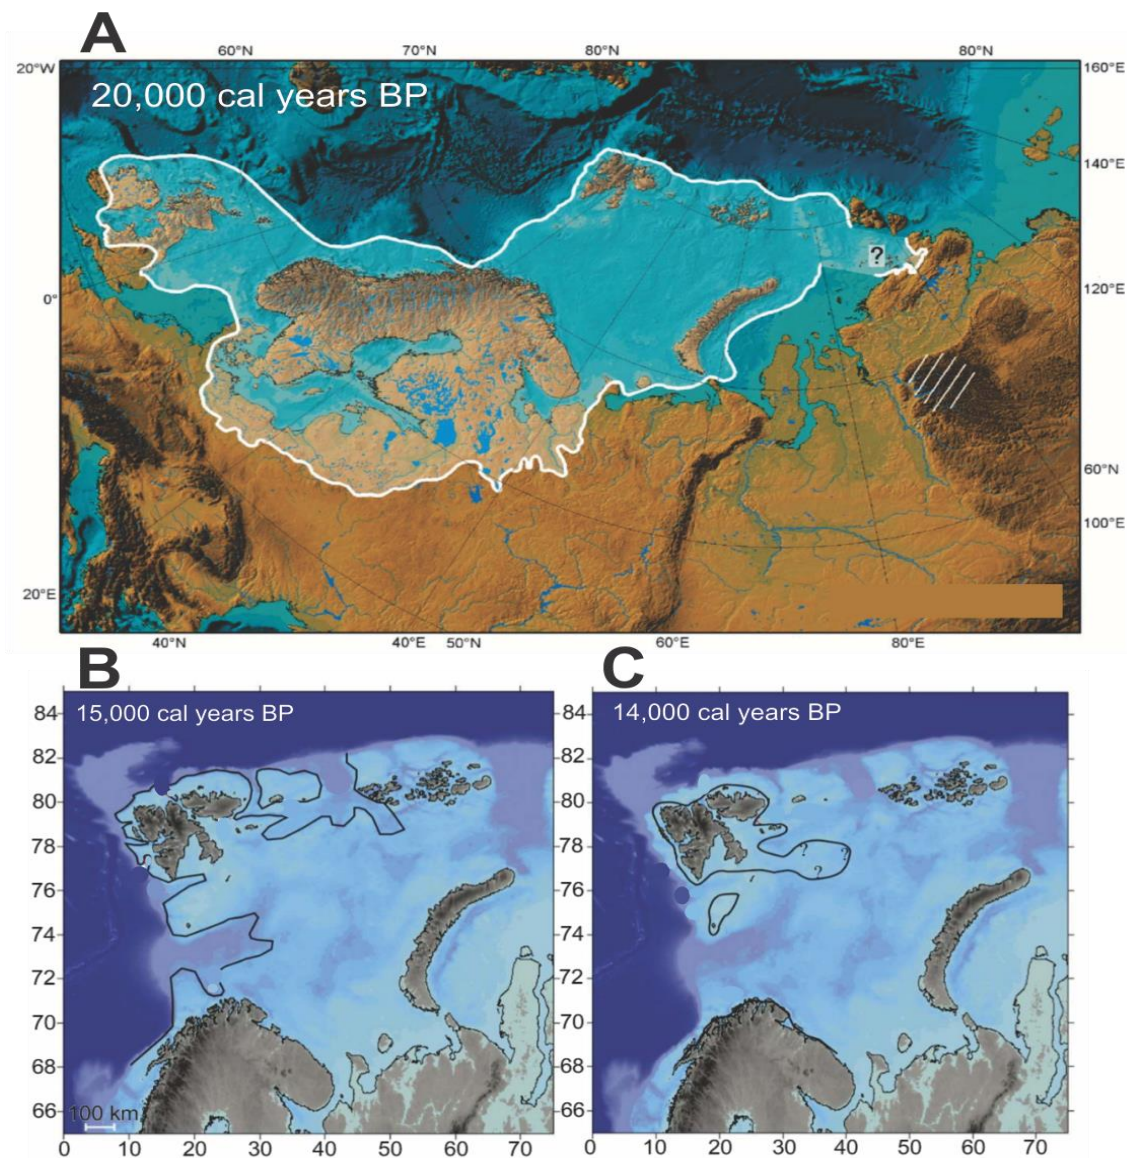 A
60°N 70°N 80°N 80°N
20°W 160°E
20,000 cal years BP
140°E
?
0° 120°E
60°N
100°E
20°E
40°N 40°E 50°N 60°E 80°E
B
C
84
15,000 cal years BP
84
14,000 cal years BP
82
82
80
80
78
78
? ?
?
76
76
74
74
72
72
70
70
68
68
66
66
100 km
0 10 20 30 40 50 60 70
0 10 20 30 40 50 60 70